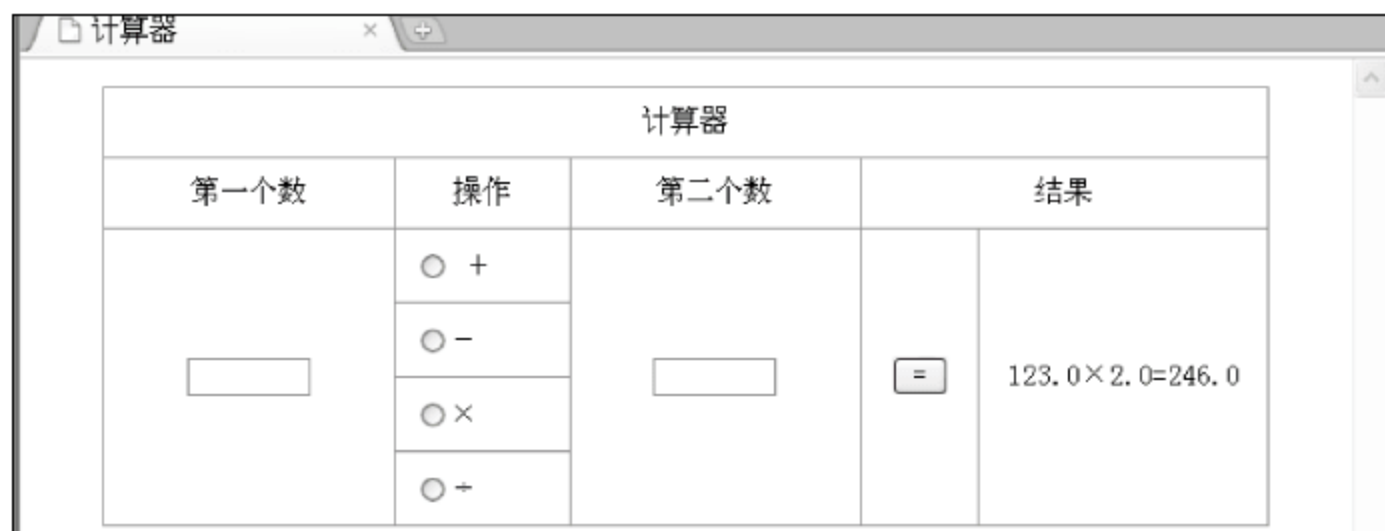 计算器
计算器
第一个数 操作 第二个数 结果
+
−
×
÷
= 123.0×2.0=246.0